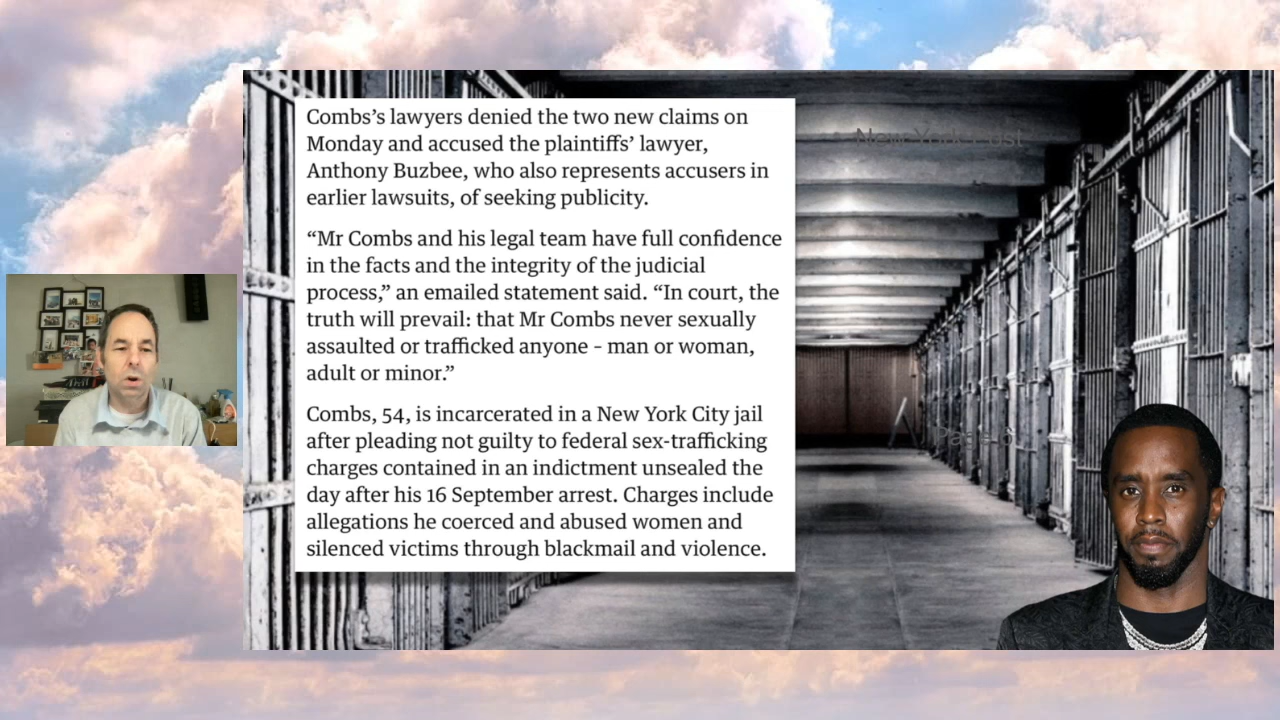 Combs’s lawyers denied the two new claims on
Monday and accused the plaintiffs’ lawyer,
Anthony Buzbee, who also represents accusers in
earlier lawsuits, of seeking publicity.
“Mr Combs and his legal team have full confidence
in the facts and the integrity of the judicial
process,” an emailed statement said. “In court, the
truth will prevail: that Mr Combs never sexually
assaulted or trafficked anyone – man or woman,
adult or minor.”
Combs, 54, is incarcerated in a New York City jail
after pleading not guilty to federal sex-trafficking
charges contained in an indictment unsealed the
day after his 16 September arrest. Charges include
allegations he coerced and abused women and
silenced victims through blackmail and violence.
New York Post